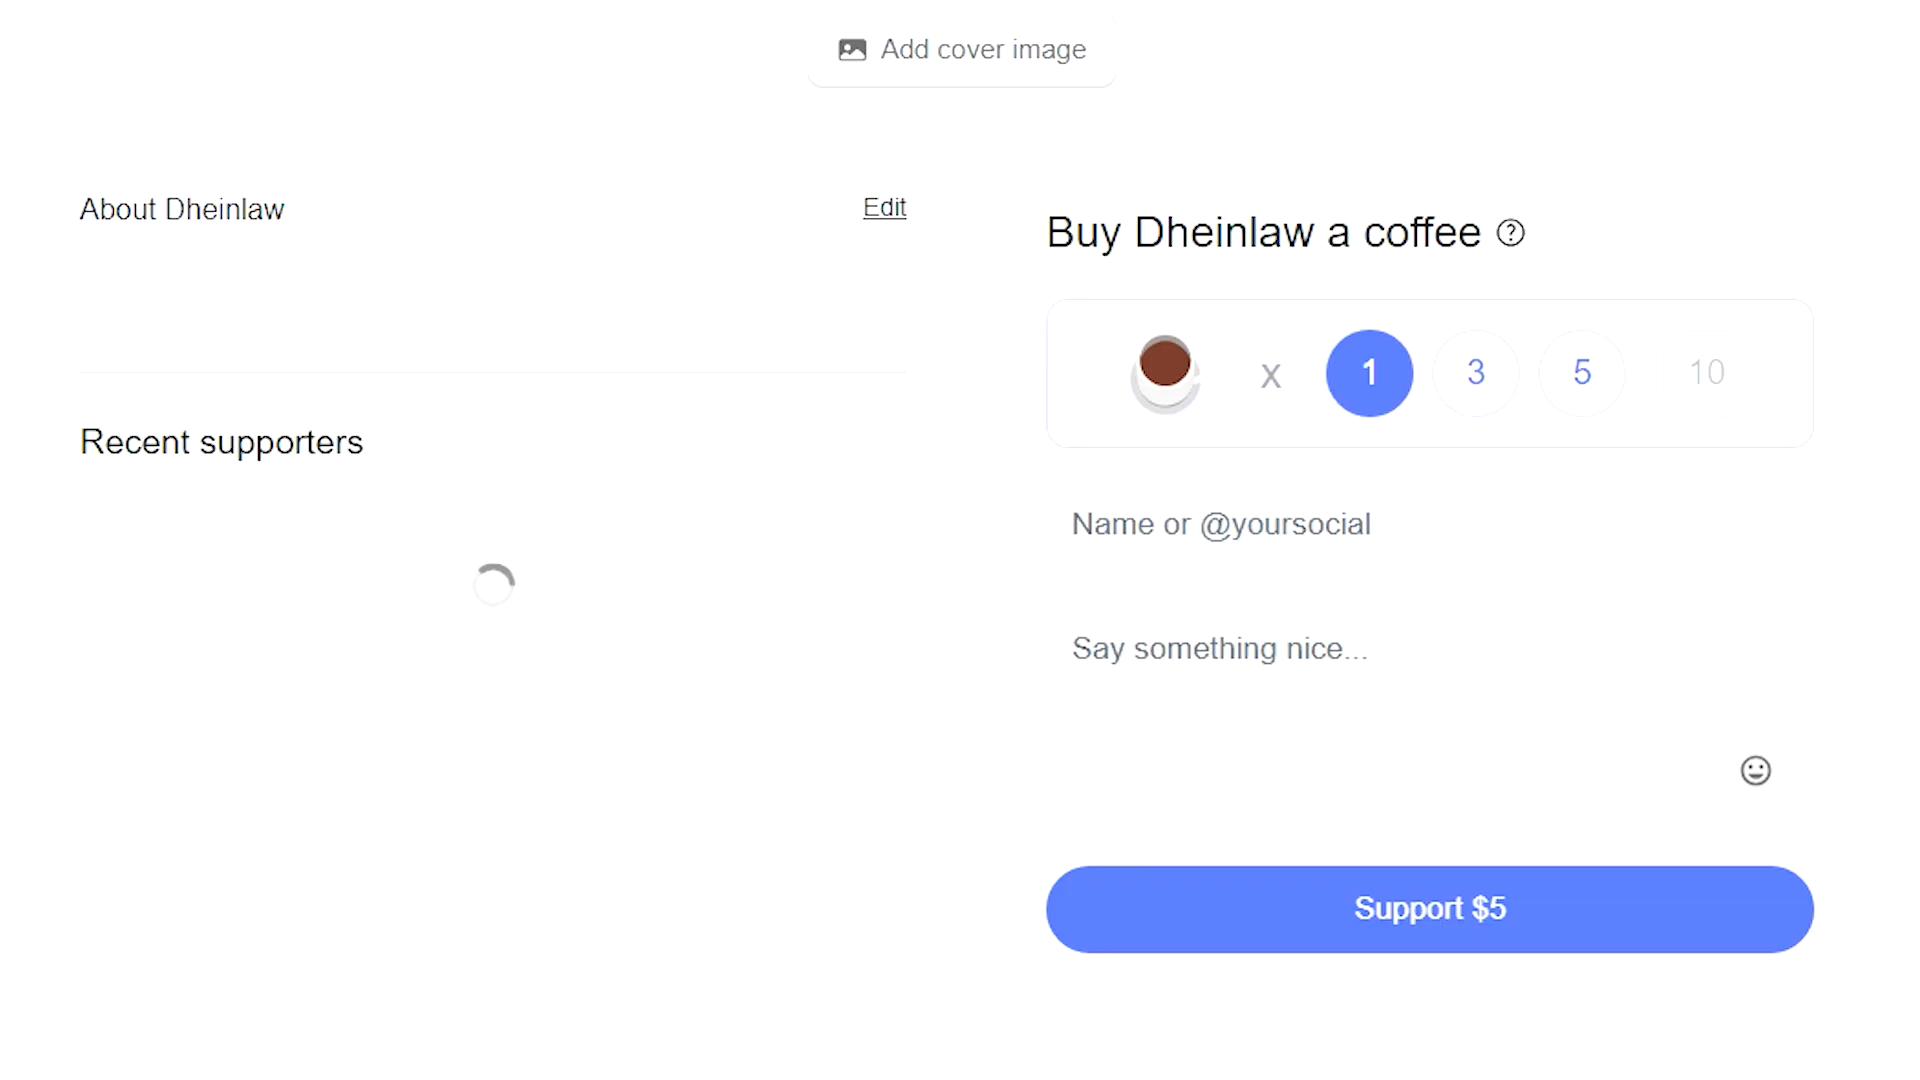 Add cover image
About Dheinlaw
Edit
Recent supporters
Buy Dheinlaw a coffee ?
x 1 3 5 10
Name or @yoursocial
Say something nice...
Support $5